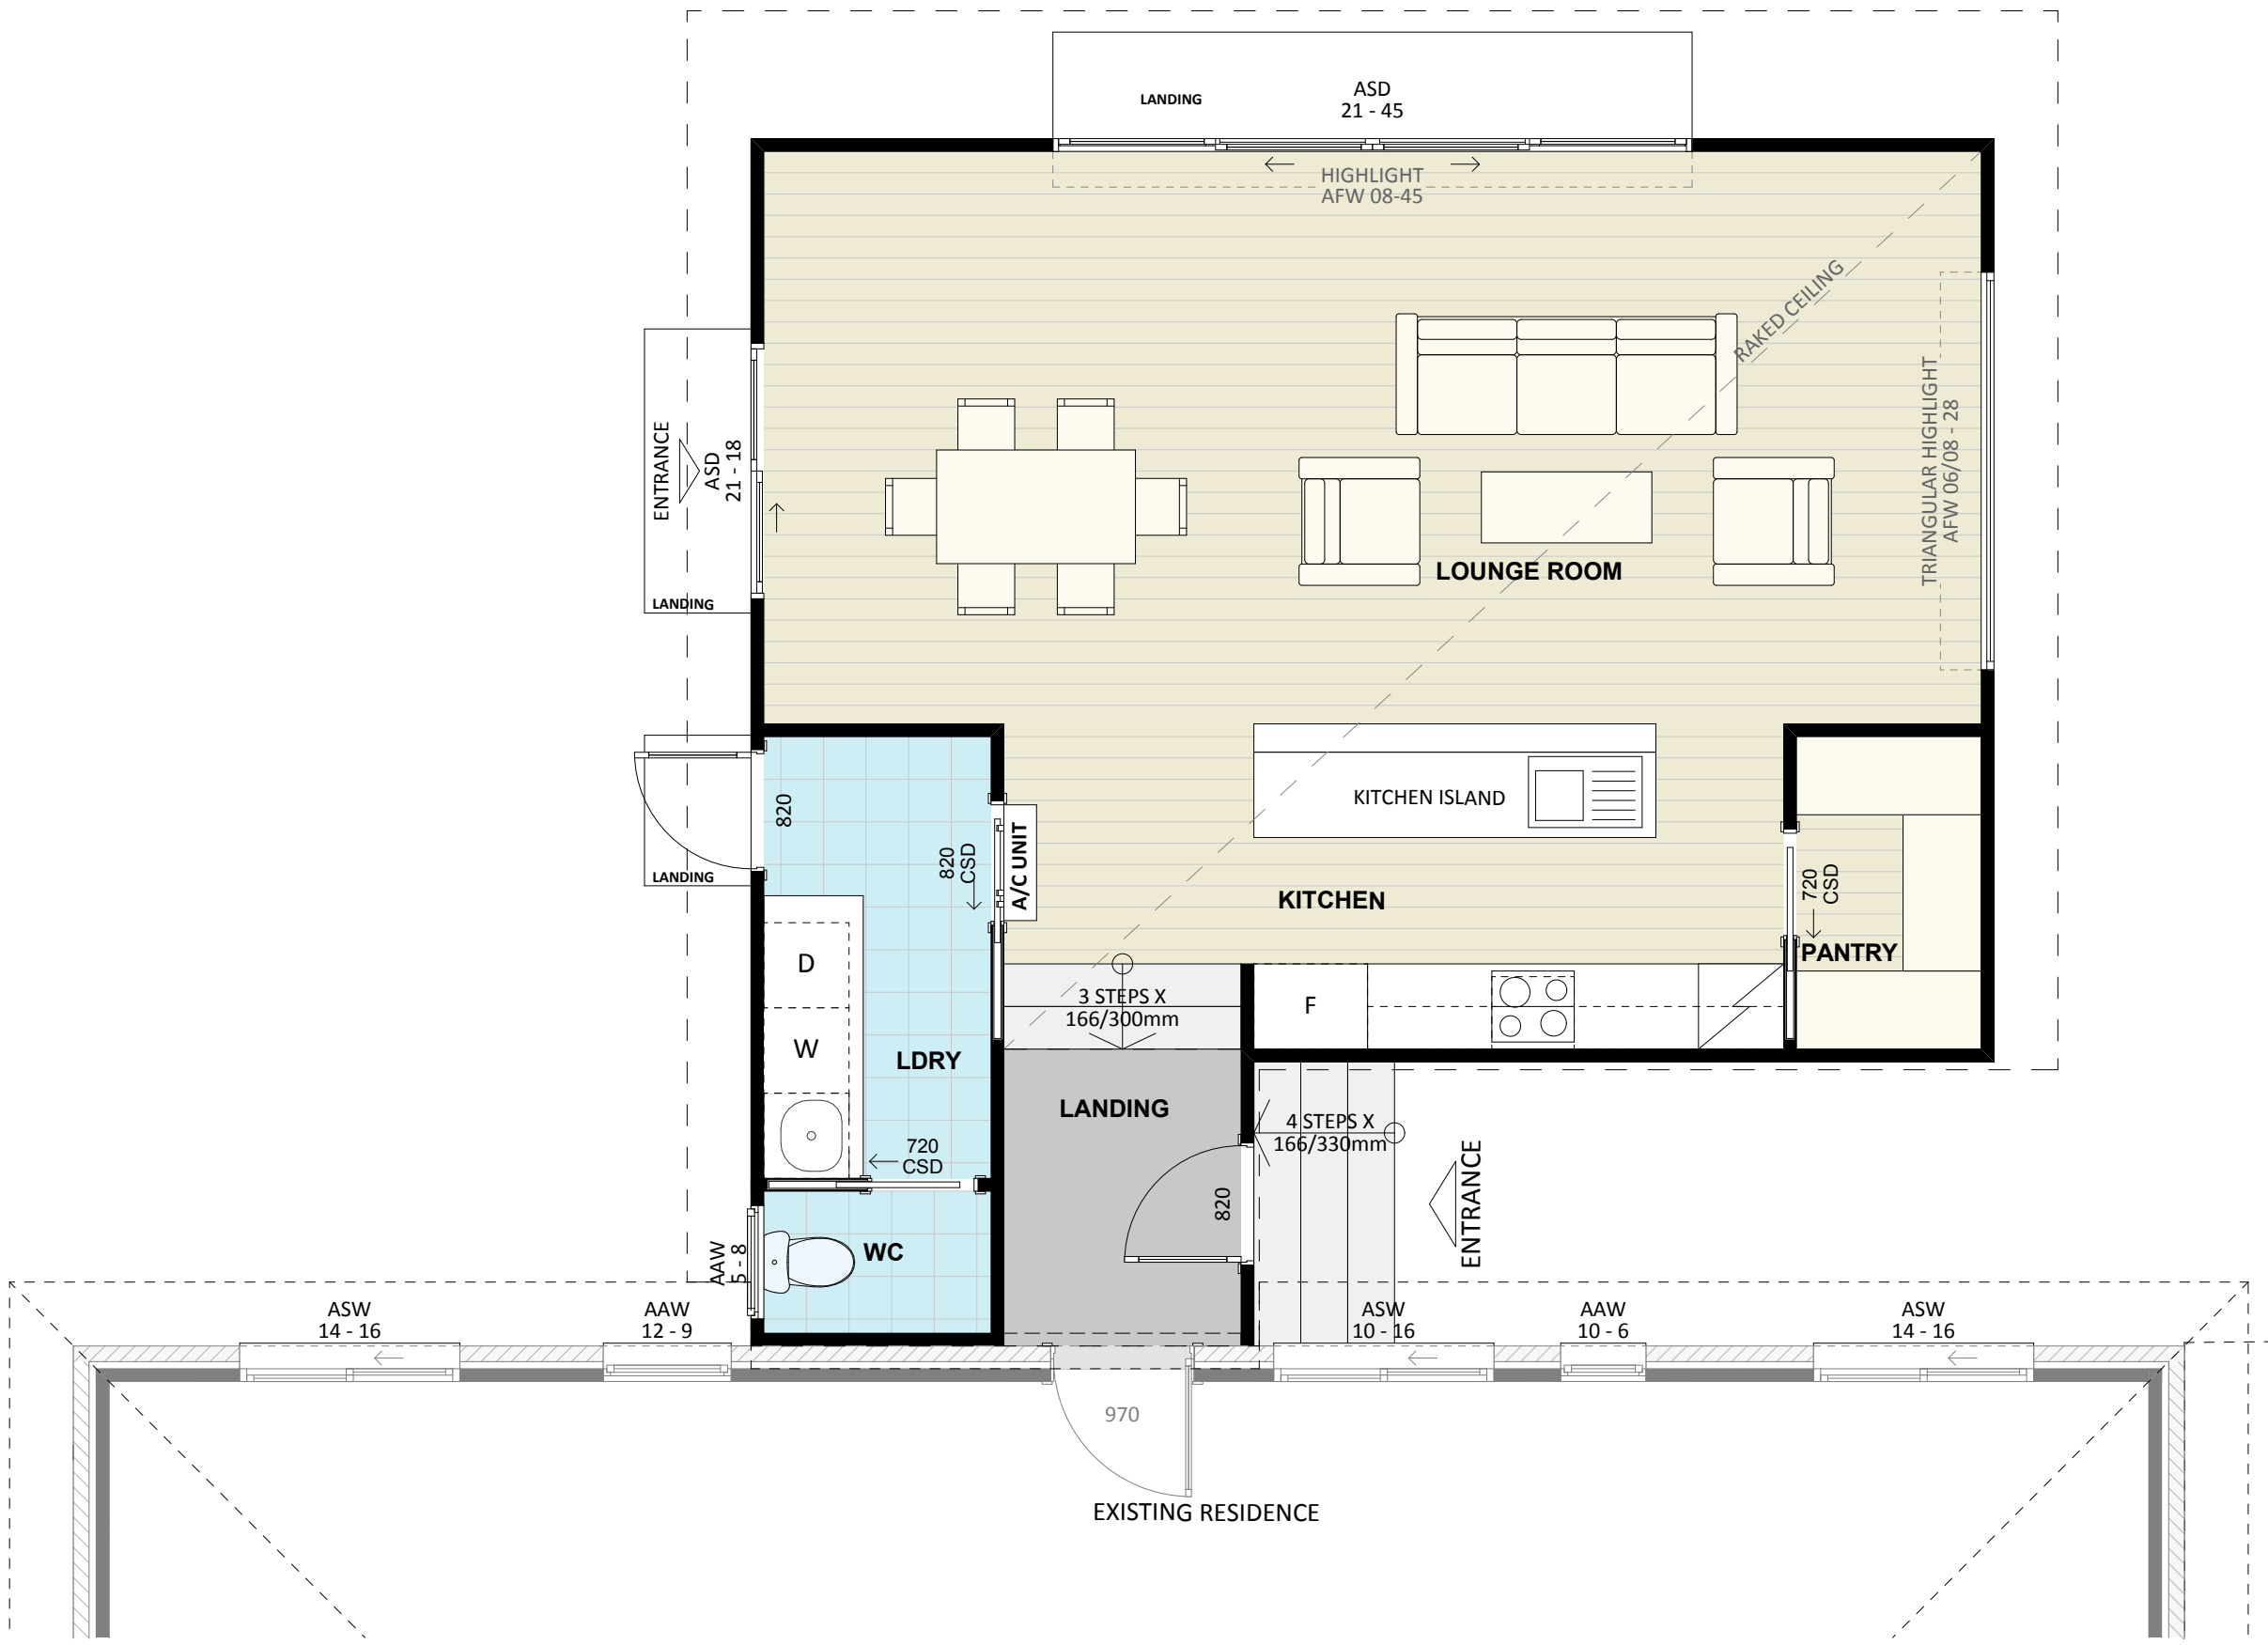 LANDING
ASD
21 - 45
HIGHLIGHT
AFW 08-45
RAKED CEILING
TRIANGULAR HIGHLIGHT
AFW 06/08 - 28
ENTRANCE
ASD
21 - 18
LANDING
LOUNGE ROOM
820
LANDING
820
CSD
A/C UNIT
KITCHEN ISLAND
KITCHEN
720
CSD
PANTRY
D
W
LDRY
3 STEPS X
166/300mm
F
LANDING
4 STEPS X
166/330mm
ENTRANCE
720
CSD
820
WC
AAW
5 - 8
ASW
14 - 16
AAW
12 - 9
ASW
10 - 16
AAW
10 - 6
ASW
14 - 16
970
EXISTING RESIDENCE